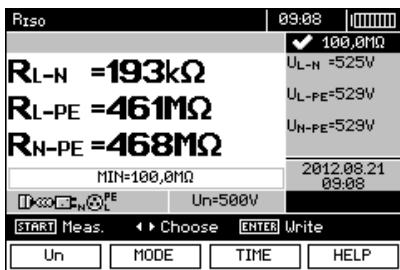 RISO 09:08
✔ 100,0MΩ
RL-N =193kΩ
UL-N =525V
RL-PE=461MΩ
UL-PE=529V
RN-PE=468MΩ
UN-PE=529V
MIN=100,0MΩ
2012.08.21
09:08
N PE L Un=500V
START Meas. ◀ ▶ Choose ENTER Write
Un MODE TIME HELP